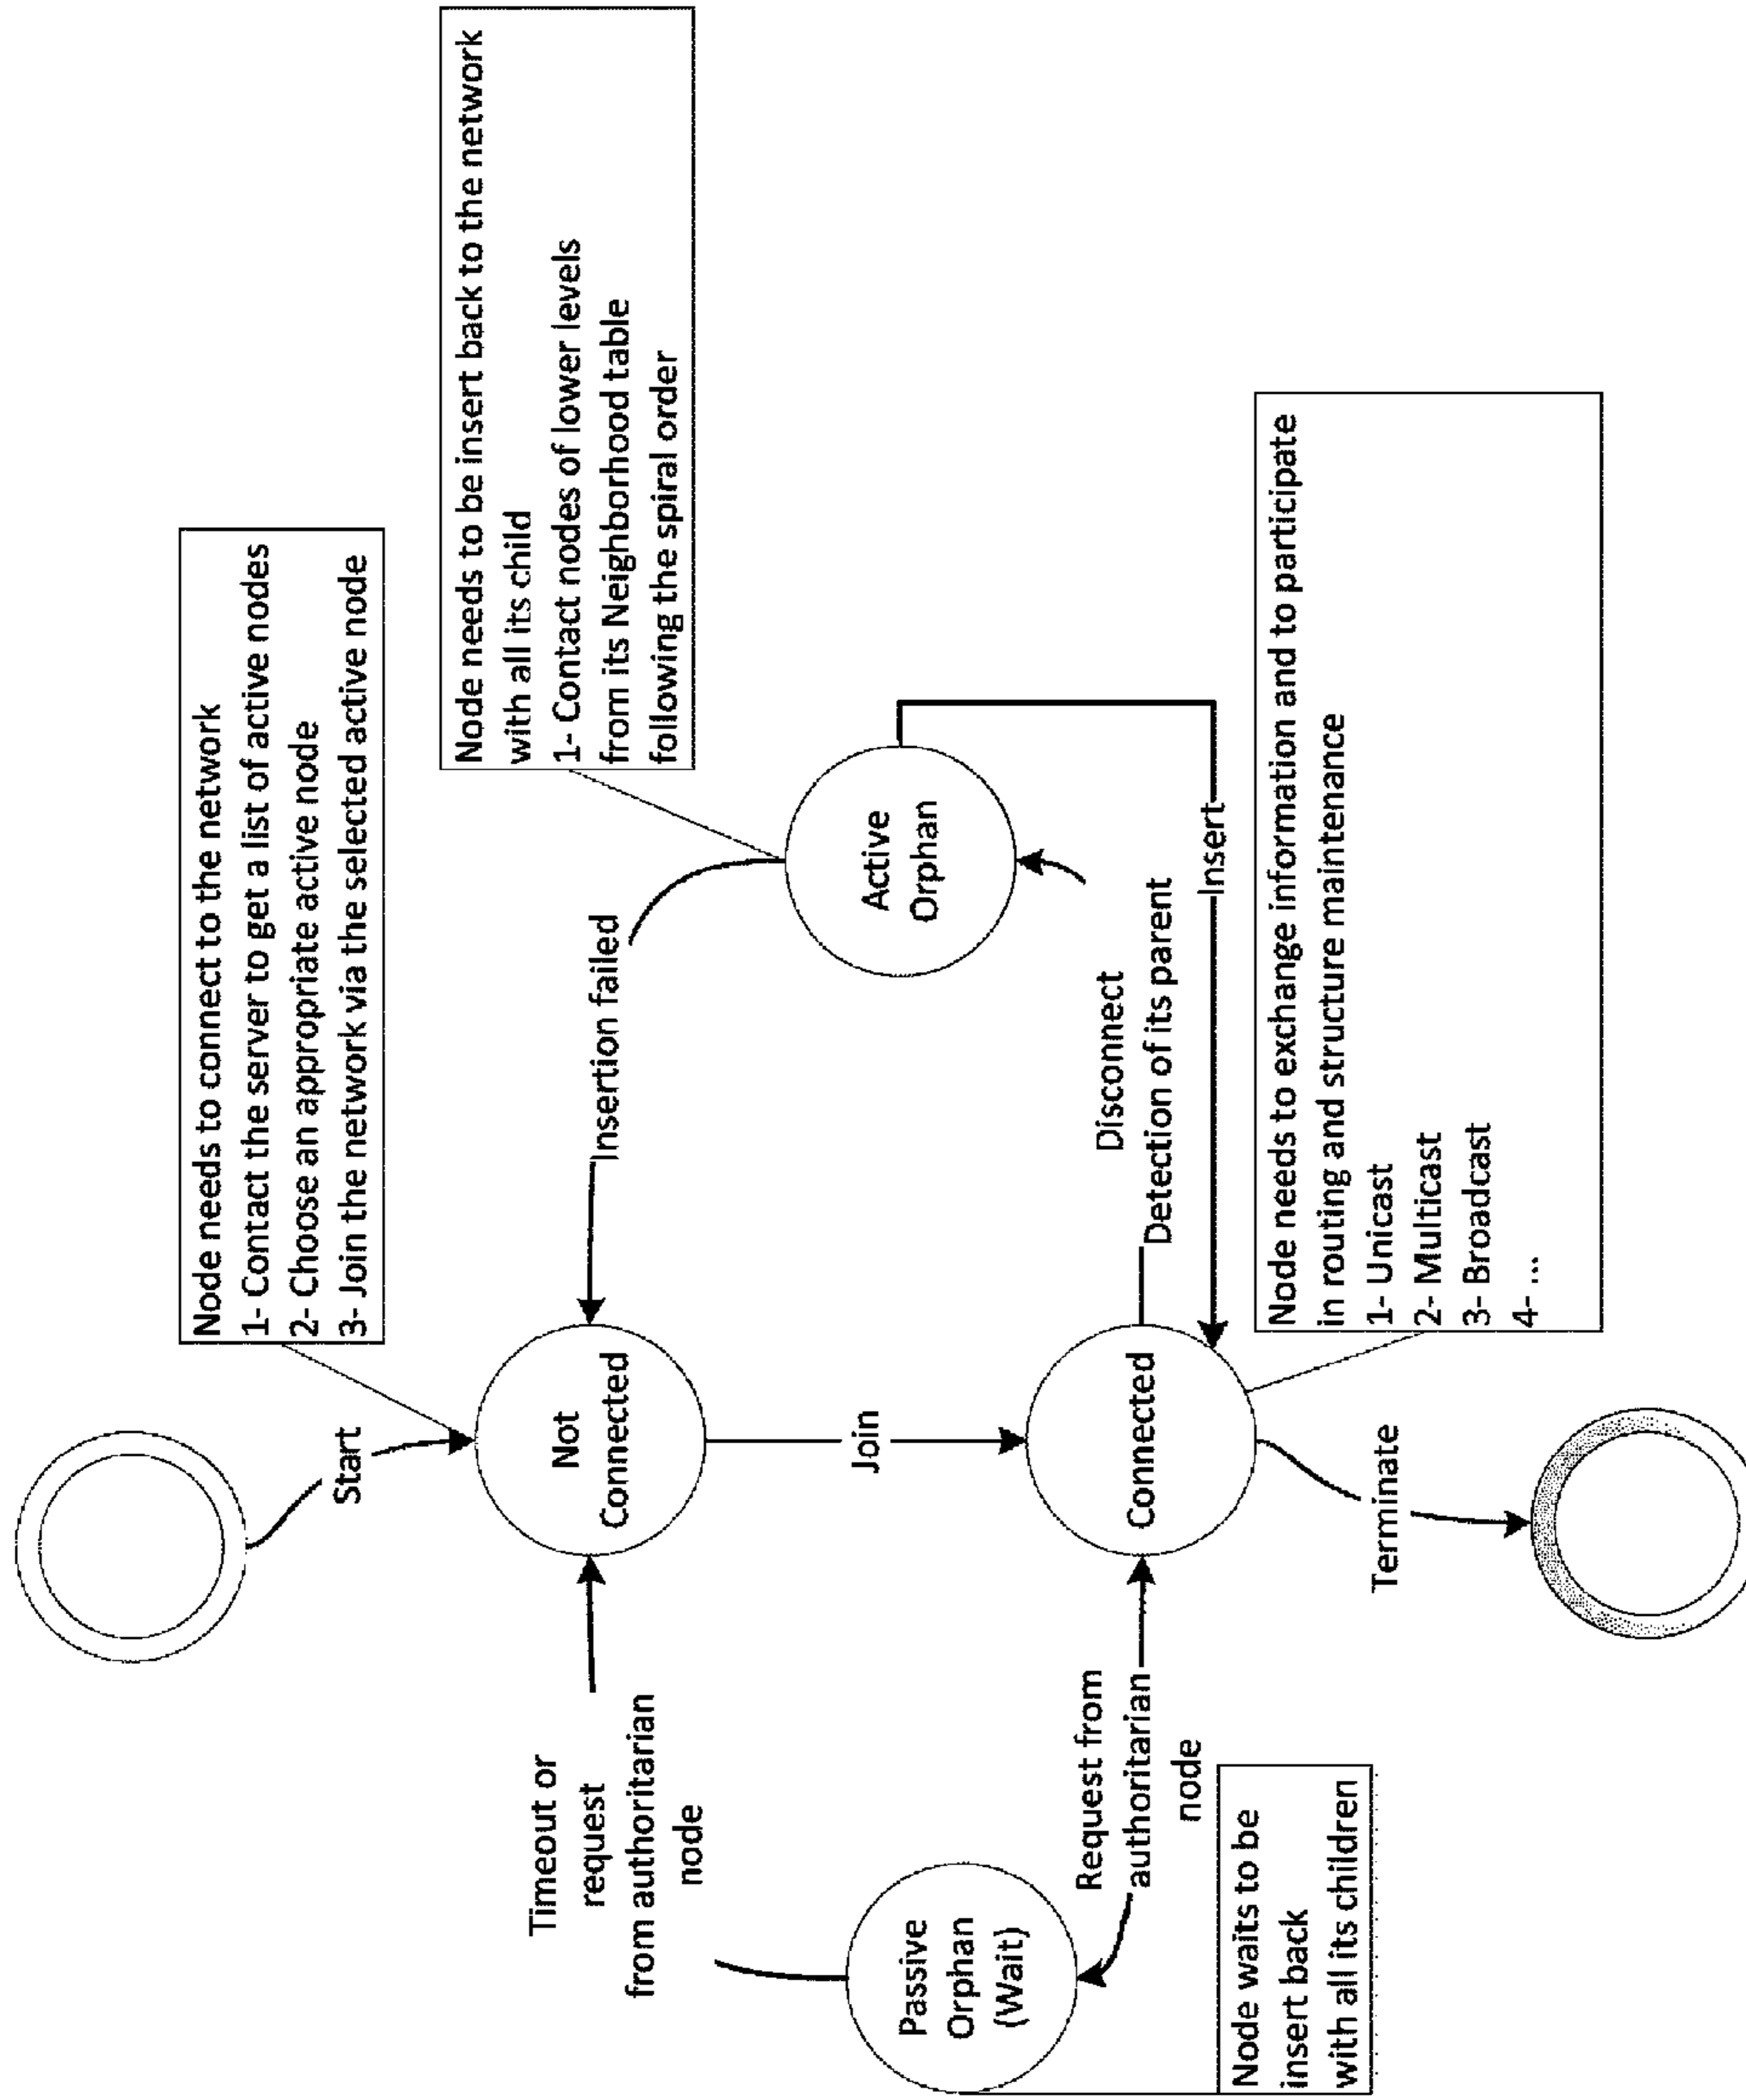 Start
Node needs to connect to the network
1- Contact the server to get a list of active nodes
2- Choose an appropriate active node
3- Join the network via the selected active node
Node needs to be insert back to the network
with all its child
1- Contact nodes of lower levels
from its Neighborhood table
following the spiral order
Timeout or
request
from authoritarian
node
Not
Connected
Insertion failed
Passive
Orphan
(Wait)
Join
Active
Orphan
Request from
authoritarian
node
Connected
Disconnect
Detection of its parent
Insert
Node waits to be
insert back
with all its children
Terminate
Node needs to exchange information and to participate
in routing and structure maintenance
1- Unicast
2- Multicast
3- Broadcast
4- ...